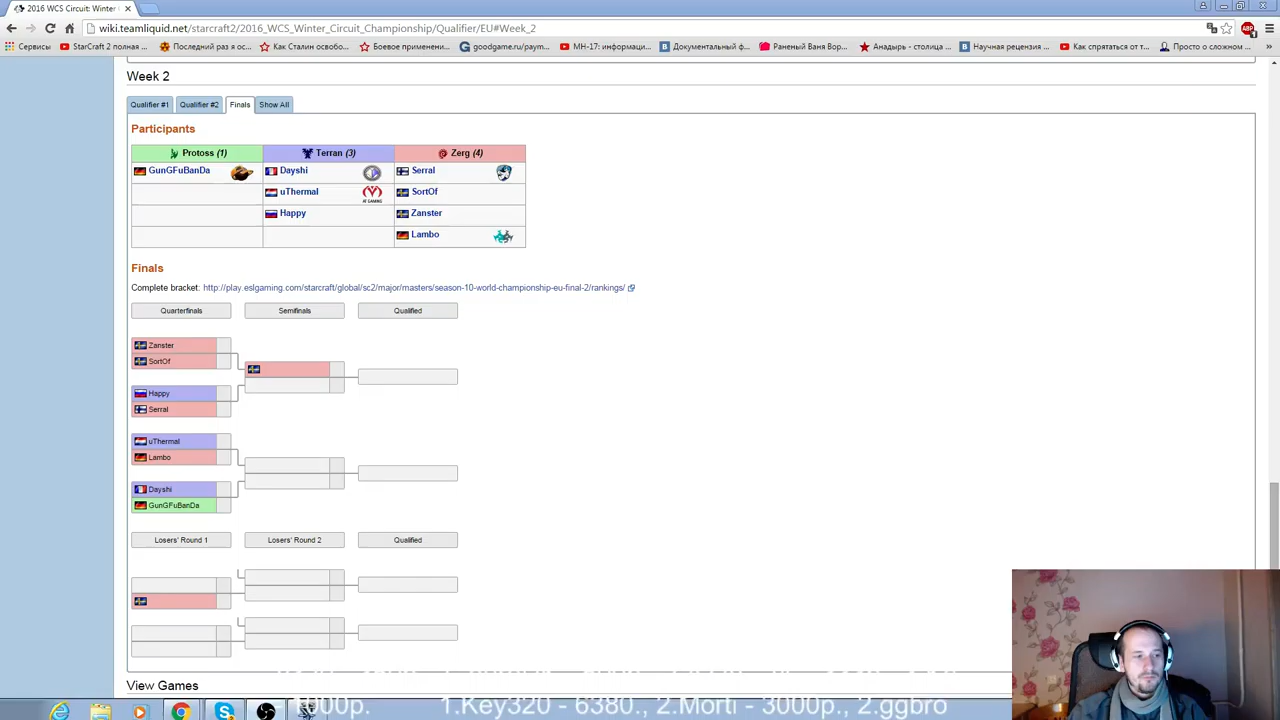 2016 WCS Circuit: Winter
wiki.teamliquid.net/starcraft2/2016_WCS_Winter_Circuit_Championship/Qualifier/EU#Week_2
Сервисы StarCraft 2 полная Последний раз я ос Как Сталин освобо Боевое применени... goodgame.ru/paym... МН-17: информаци Документальный ф... Раненый Ваня Вор Анадырь - столица ... Научная рецензия ... Как спрятаться от т Просто о сложном ...
Week 2
Qualifier #1 Qualifier #2 Finals Show All
Participants
Protoss (1) Terran (3) Zerg (4)
GunGFuBanDa Dayshi Serral
uThermal SortOf
Happy Zanster
Lambo
Finals
Complete bracket: http://play.eslgaming.com/starcraft/global/sc2/major/masters/season-10-world-championship-eu-final-2/rankings/
Quarterfinals Semifinals Qualified
Zanster
SortOf
Happy
Serral
uThermal
Lambo
Dayshi
GunGFuBanDa
Losers' Round 1 Losers' Round 2 Qualified
View Games
1.Key320 - 6380., 2.Morti - 3000р., 2.ggbro